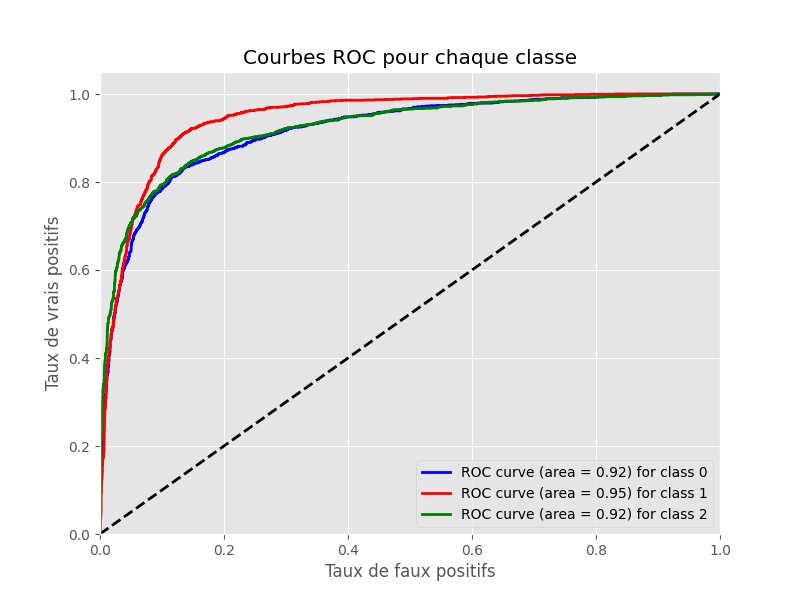 Courbes ROC pour chaque classe
Taux de vrais positifs
1.0
0.8
0.6
0.4
0.2
0.0
0.0 0.2 0.4 0.6 0.8 1.0
Taux de faux positifs
ROC curve (area = 0.92) for class 0
ROC curve (area = 0.95) for class 1
ROC curve (area = 0.92) for class 2